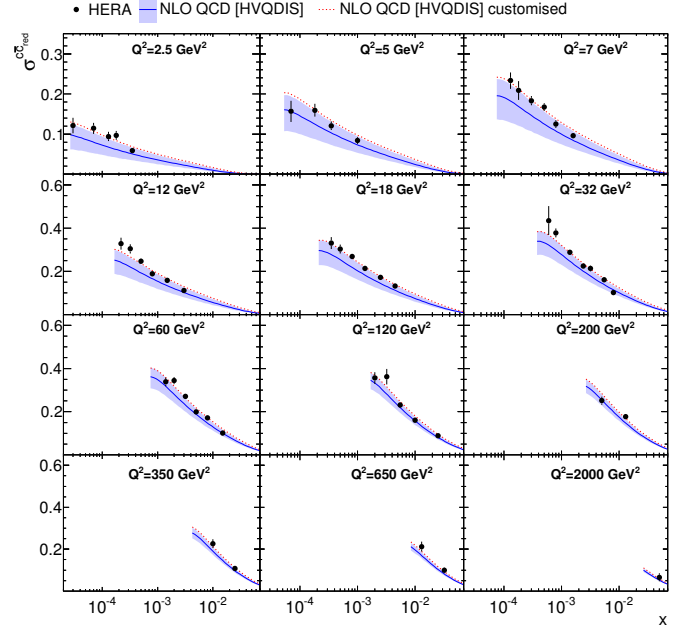 HERA NLO QCD [HVQDIS] NLO QCD [HVQDIS] customised
σ^{cc̅}_{red}
Q²=2.5 GeV² Q²=5 GeV² Q²=7 GeV²
0.3
0.2
0.1
Q²=12 GeV² Q²=18 GeV² Q²=32 GeV²
0.6
0.4
0.2
Q²=60 GeV² Q²=120 GeV² Q²=200 GeV²
0.6
0.4
0.2
Q²=350 GeV² Q²=650 GeV² Q²=2000 GeV²
0.4
0.2
10⁻⁴ 10⁻³ 10⁻² 10⁻⁴ 10⁻³ 10⁻² 10⁻⁴ 10⁻³ 10⁻²
x